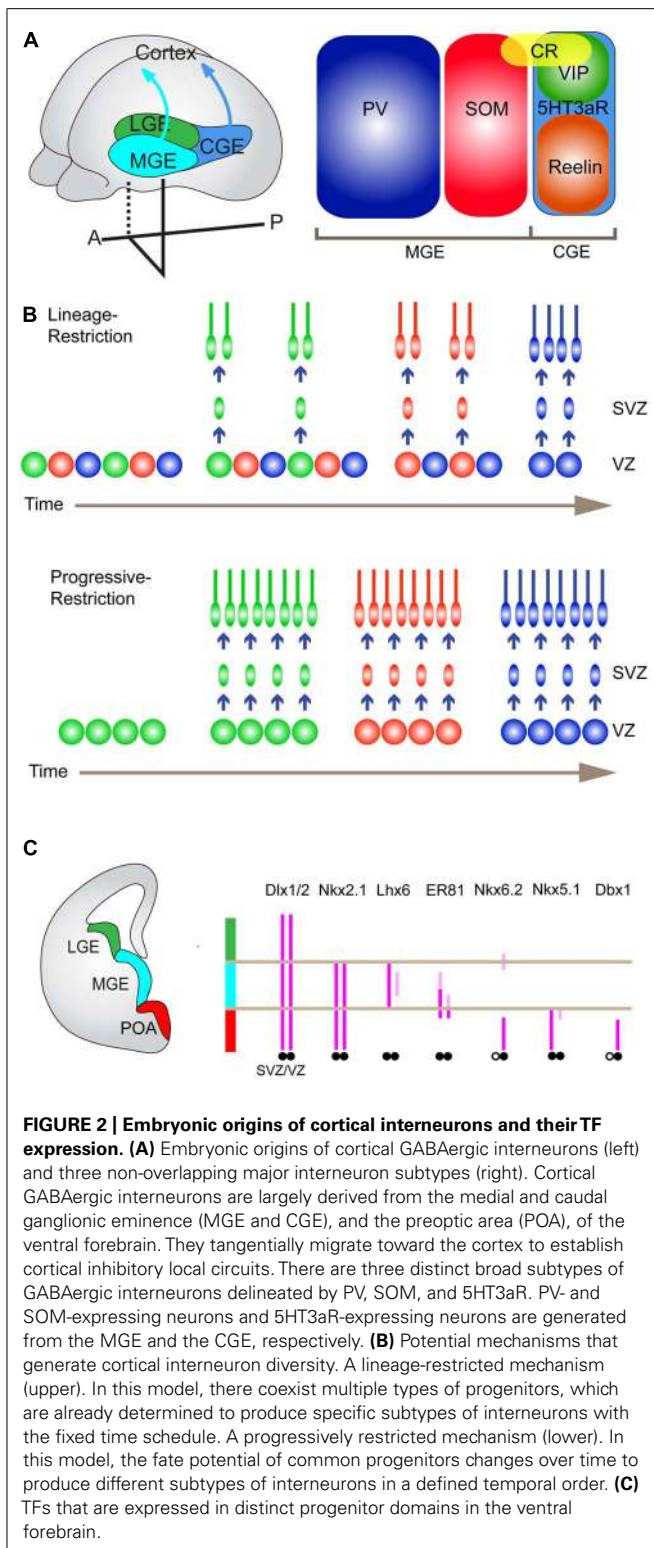 A
Cortex
LGE
MGE
CGE
A
P
PV
SOM
CR
VIP
5HT3aR
Reelin
MGE
CGE
B
Lineage-
Restriction
SVZ
VZ
Time
Progressive-
Restriction
SVZ
VZ
Time
C
LGE
MGE
POA
Dlx1/2 Nkx2.1 Lhx6 ER81 Nkx6.2 Nkx5.1 Dbx1
SVZ/VZ
FIGURE 2 | Embryonic origins of cortical interneurons and their TF
expression. (A) Embryonic origins of cortical GABAergic interneurons (left)
and three non-overlapping major interneuron subtypes (right). Cortical
GABAergic interneurons are largely derived from the medial and caudal
ganglionic eminence (MGE and CGE), and the preoptic area (POA), of the
ventral forebrain. They tangentially migrate toward the cortex to establish
cortical inhibitory local circuits. There are three distinct broad subtypes of
GABAergic interneurons delineated by PV, SOM, and 5HT3aR. PV- and
SOM-expressing neurons and 5HT3aR-expressing neurons are generated
from the MGE and the CGE, respectively. (B) Potential mechanisms that
generate cortical interneuron diversity. A lineage-restricted mechanism
(upper). In this model, there coexist multiple types of progenitors, which
are already determined to produce specific subtypes of interneurons with
the fixed time schedule. A progressively restricted mechanism (lower). In
this model, the fate potential of common progenitors changes over time to
produce different subtypes of interneurons in a defined temporal order. (C)
TFs that are expressed in distinct progenitor domains in the ventral
forebrain.